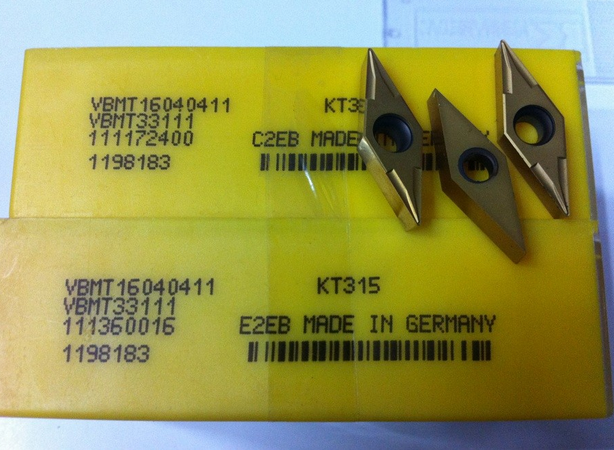 VBMT16040411
VBMT33111
111172400
C2EB MADE
1198183
VBMT16040411 KT315
VBMT33111
111360016
E2EB MADE IN GERMANY
1198183